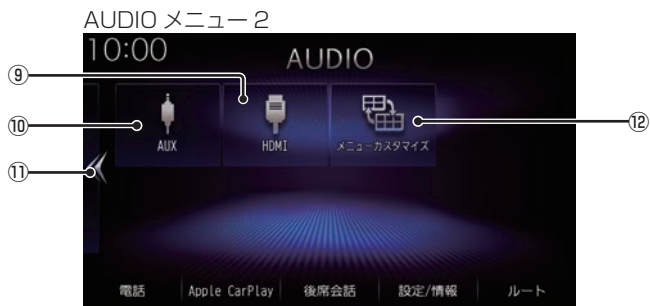 AUDIO メニュー 2
10:00
AUDIO
⑨
⑩
⑪
⑫
AUX
HDMI
メニューカスタマイズ
電話
Apple CarPlay
後席会話
設定/情報
ルート